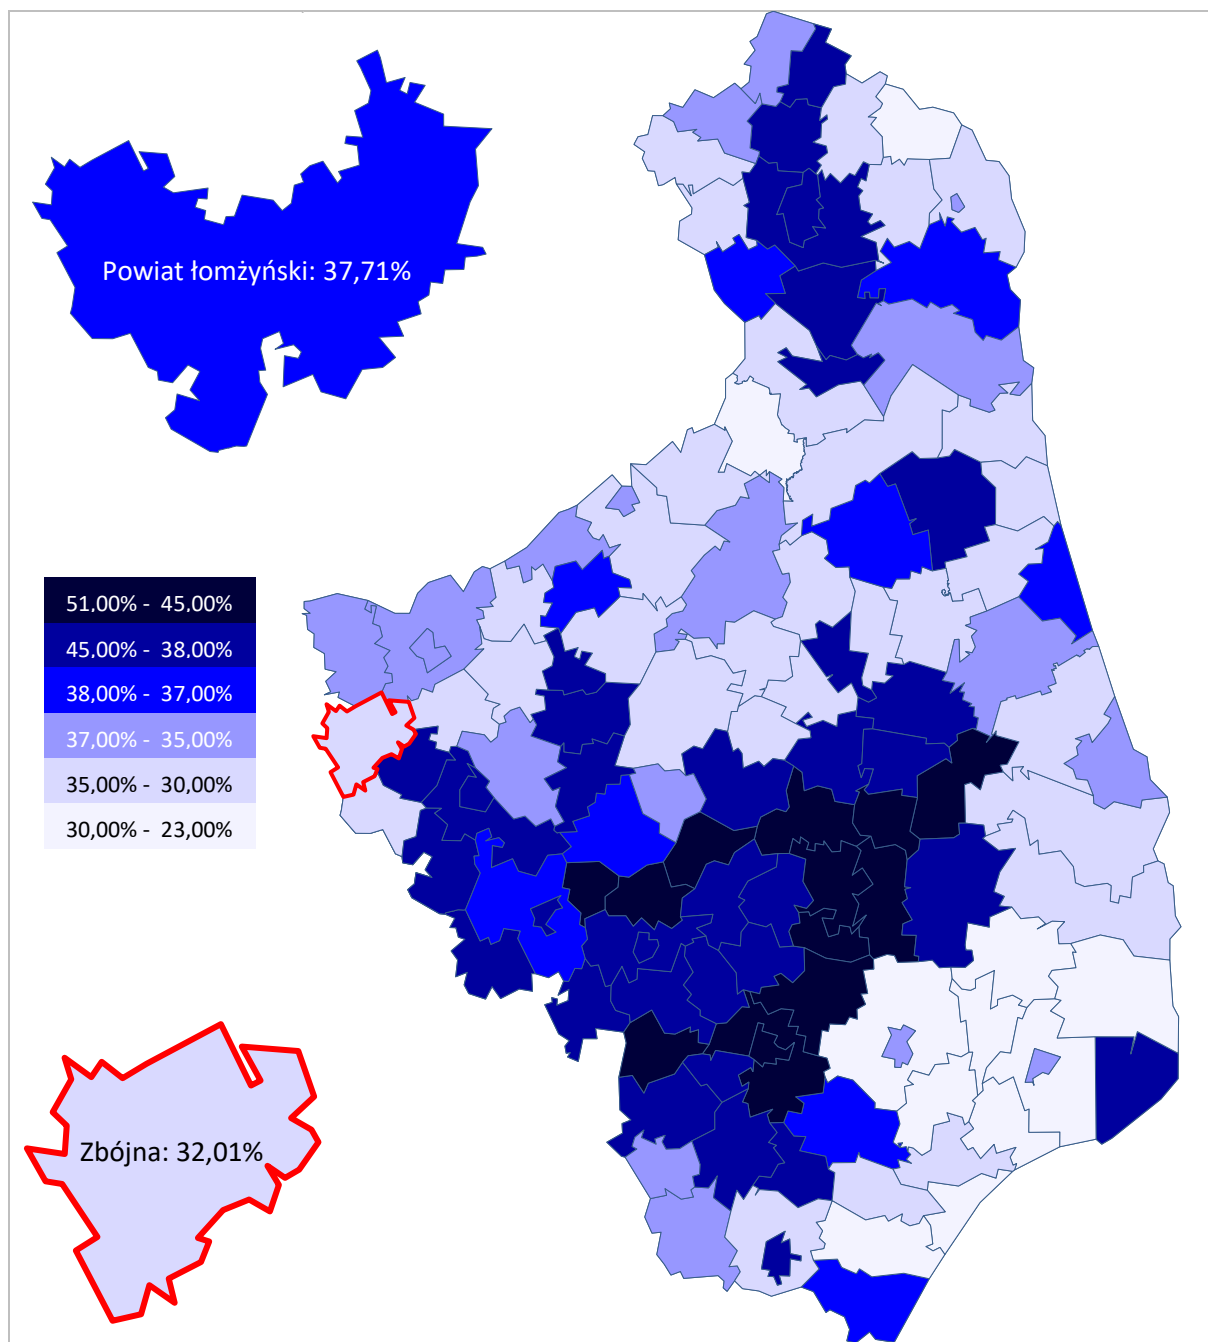 Powiat łomżyński: 37,71%
51,00% - 45,00%
45,00% - 38,00%
38,00% - 37,00%
37,00% - 35,00%
35,00% - 30,00%
30,00% - 23,00%
Zbójna: 32,01%